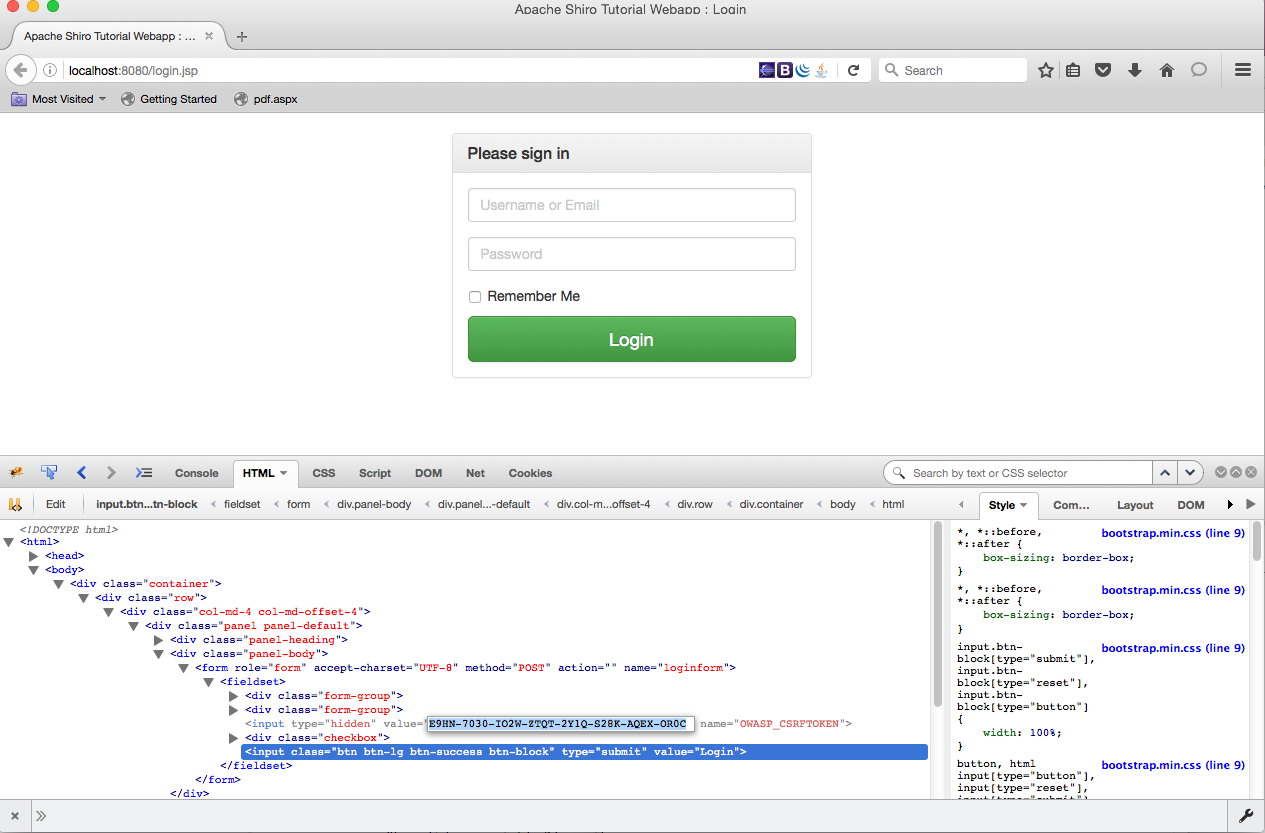 Apache Shiro Tutorial Webapp : Login
Apache Shiro Tutorial Webapp : ...
localhost:8080/login.jsp
Search
Most Visited
Getting Started
pdf.aspx
Please sign in
Username or Email
Password
Remember Me
Login
Console
HTML
CSS
Script
DOM
Net
Cookies
Search by text or CSS selector
Edit
input.btn...tn-block
fieldset
form
div.panel-body
div.panel...-default
div.col-m...offset-4
div.row
div.container
body
html
Style
Com...
Layout
DOM
<!DOCTYPE html>
<html>
<head>
<body>
<div class="container">
<div class="row">
<div class="col-md-4 col-md-offset-4">
<div class="panel panel-default">
<div class="panel-heading">
<div class="panel-body">
<form role="form" accept-charset="UTF-8" method="POST" action="" name="loginform">
<fieldset>
<div class="form-group">
<div class="form-group">
<input type="hidden" value="E9HN-7030-IO2W-ZTQT-2Y1Q-S28K-AQEX-OR0C name="OWASP_CSRFTOKEN">
<div class="checkbox">
<input class="btn btn-lg btn-success btn-block" type="submit" value="Login">
</fieldset>
</form>
</div>
*, *::before, bootstrap.min.css (line 9)
*::after {
box-sizing: border-box;
}
*, *::before, bootstrap.min.css (line 9)
*::after {
box-sizing: border-box;
}
input.btn- bootstrap.min.css (line 9)
block[type="submit"],
input.btn-
block[type="reset"],
input.btn-
block[type="button"]
{
width: 100%;
}
button, html bootstrap.min.css (line 9)
input[type="button"],
input[type="reset"],